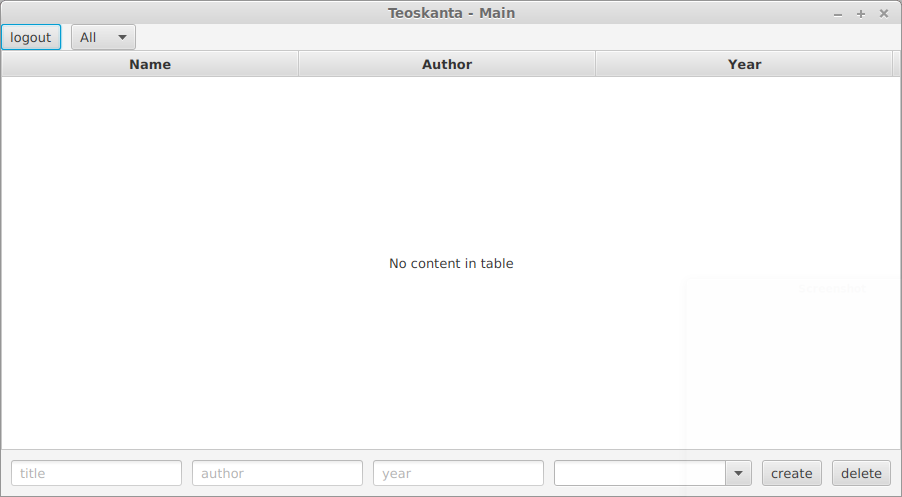 Teoskanta - Main
logout All
Name Author Year
No content in table
title author year create delete